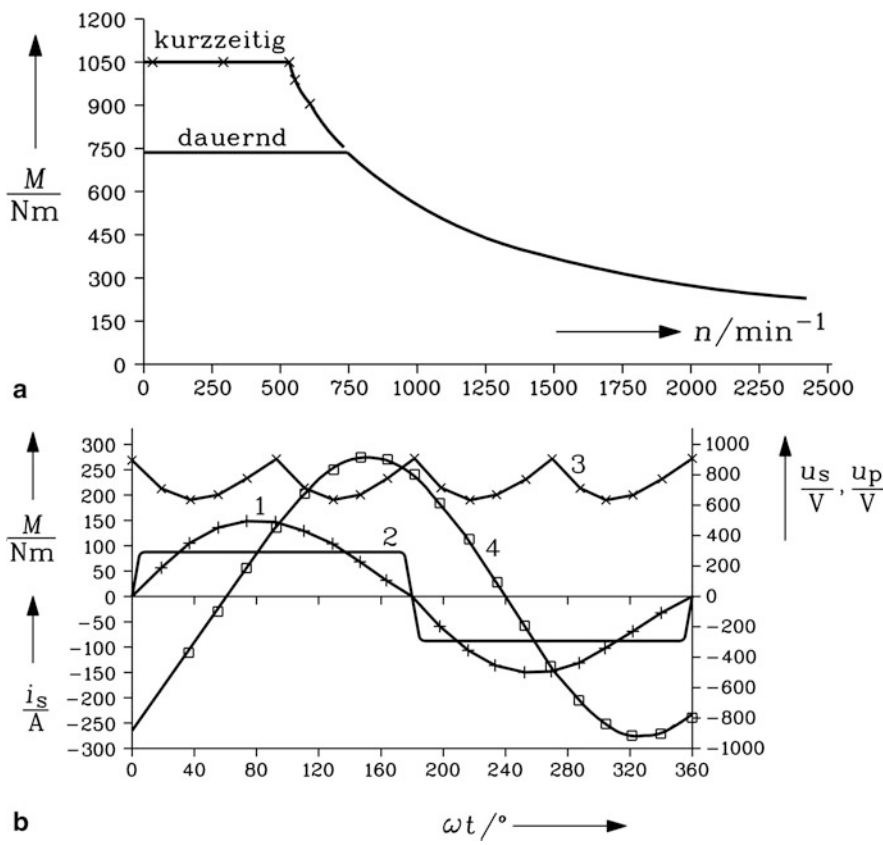 1200
kurzzeitig
1050
900
dauernd
750
M/Nm
600
450
300
n/min⁻¹
150
0
0 250 500 750 1000 1250 1500 1750 2000 2250 2500
a
300 1000
250 3 800
200 600
M/Nm
u_s/V, u_p/V
150 1 2 4 400
100
50 200
0 0
-50 -200
-100 -400
-150
i_s/A
-200 -600
-250 -800
-300 -1000
0 40 80 120 160 200 240 280 320 360
b
ωt/°